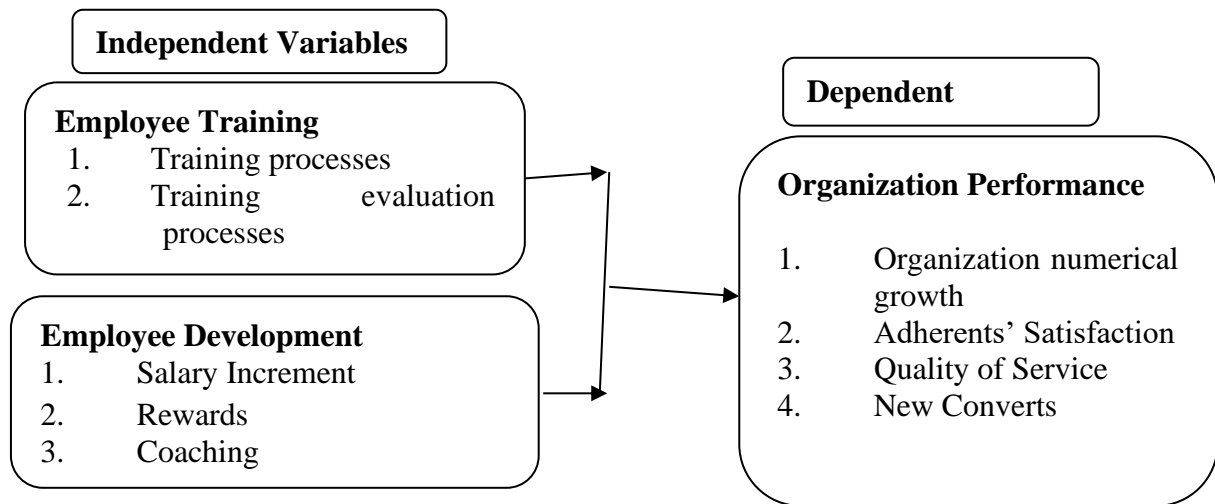 Independent Variables
Employee Training
1. Training processes
2. Training evaluation
processes
Employee Development
1. Salary Increment
2. Rewards
3. Coaching
Dependent
Organization Performance
1. Organization numerical
growth
2. Adherents’ Satisfaction
3. Quality of Service
4. New Converts